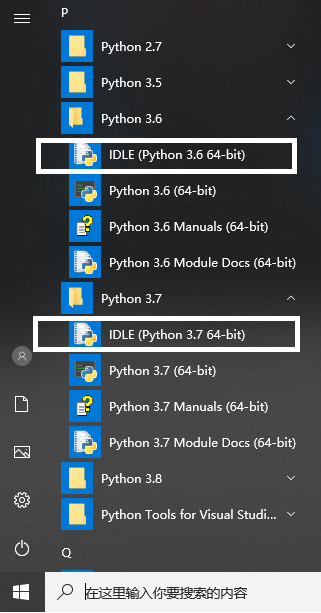 P
Python 2.7
Python 3.5
Python 3.6
IDLE (Python 3.6 64-bit)
Python 3.6 (64-bit)
Python 3.6 Manuals (64-bit)
Python 3.6 Module Docs (64-bit)
Python 3.7
IDLE (Python 3.7 64-bit)
Python 3.7 (64-bit)
Python 3.7 Manuals (64-bit)
Python 3.7 Module Docs (64-bit)
Python 3.8
Python Tools for Visual Studi...
Q
在这里输入你要搜索的内容